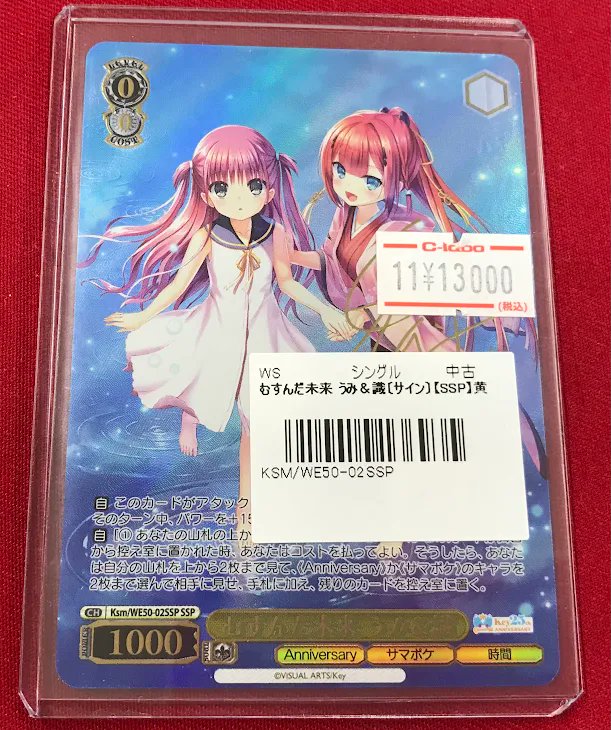 LEVEL
0
0
COST
C-labo
11¥13000
(税込)
WS シングル 中古
むすんだ未来 うみ＆識〔サイン〕【SSP】黄
KSM/WE50-02SSP
自 このカードがアタック
そのターン中、パワーを＋15
自 [① あなたの山札の上か
から控え室に置かれた時、あなたはコストを払ってよい。そうしたら、あなた
は自分の山札を上から2枚まで見て、《Anniversary》か《サマポケ》のキャラを
2枚まで選んで相手に見せ、手札に加え、残りのカードを控え室に置く。
CH Ksm/WE50-02SSP SSP
POWER 1000 SOUL
Key 25th ANNIVERSARY
Anniversary サマポケ 時間
©VISUAL ARTS/Key